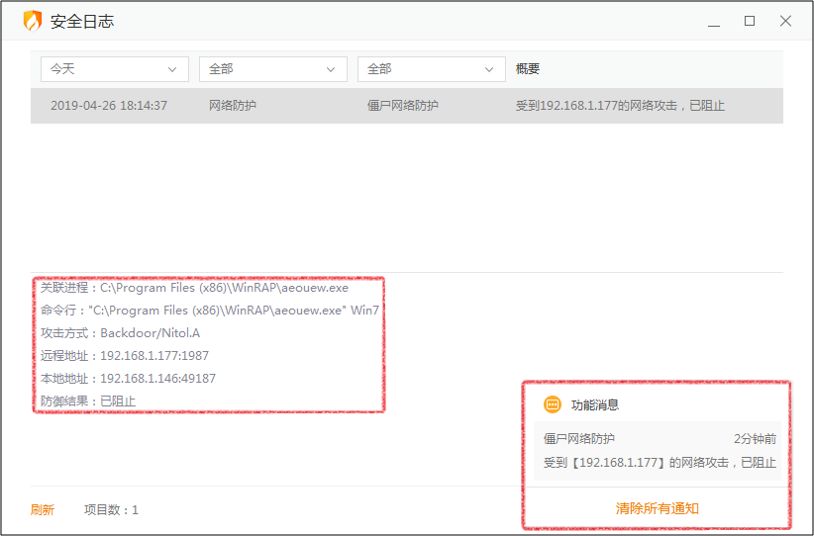 安全日志
今天 全部 全部 概要
2019-04-26 18:14:37 网络防护 僵尸网络防护 受到192.168.1.177的网络攻击，已阻止
关联进程：C:\Program Files (x86)\WinRAP\aeouew.exe
命令行："C:\Program Files (x86)\WinRAP\aeouew.exe" Win7
攻击方式：Backdoor/Nitol.A
远程地址：192.168.1.177:1987
本地地址：192.168.1.146:49187
防御结果：已阻止
功能消息
僵尸网络防护 2分钟前
受到【192.168.1.177】的网络攻击，已阻止
清除所有通知
刷新 项目数：1